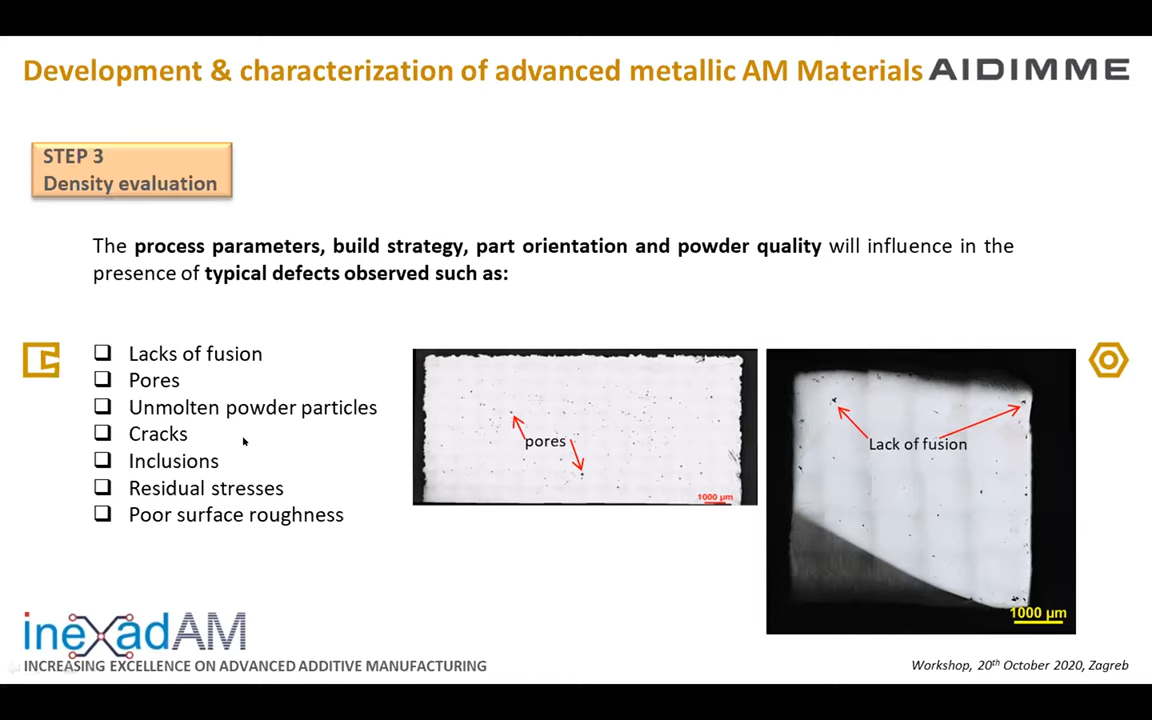 Development & characterization of advanced metallic AM Materials AIDIMME
STEP 3
Density evaluation
The process parameters, build strategy, part orientation and powder quality will influence in the
presence of typical defects observed such as:
Lacks of fusion
Pores
Unmolten powder particles
Cracks
Inclusions
Residual stresses
Poor surface roughness
pores
1000 µm
Lack of fusion
1000 µm
inexadAM
INCREASING EXCELLENCE ON ADVANCED ADDITIVE MANUFACTURING
Workshop, 20th October 2020, Zagreb